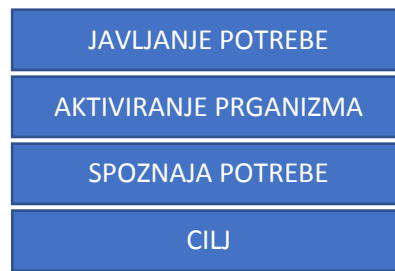 JAVLJANJE POTREBE
AKTIVIRANJE PRGANIZMA
SPOZNAJA POTREBE
CILJ